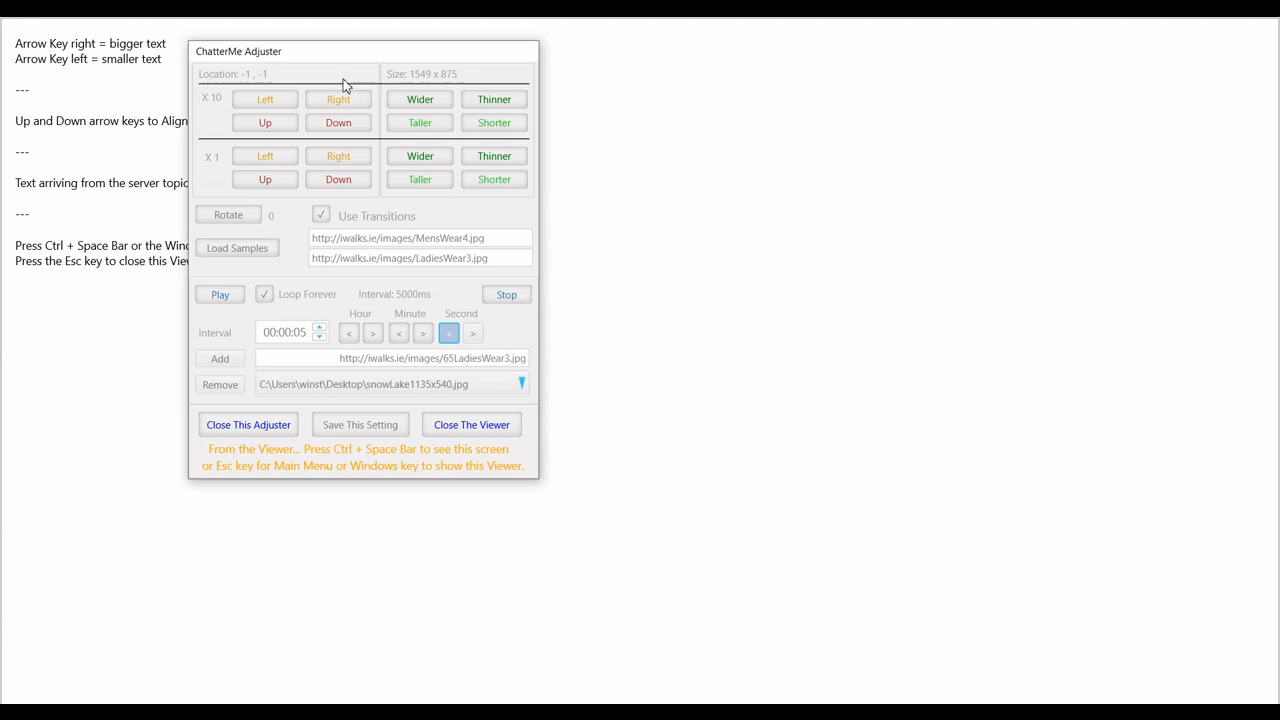 Arrow Key right = bigger text
Arrow Key left = smaller text
---
Up and Down arrow keys to Align
---
Text arriving from the server topic
---
Press Ctrl + Space Bar or the Wind
Press the Esc key to close this View
ChatterMe Adjuster
Location: -1 , -1
Size: 1549 x 875
X 10
Left Right Wider Thinner
Up Down Taller Shorter
X 1
Left Right Wider Thinner
Up Down Taller Shorter
Rotate 0 ✓ Use Transitions
Load Samples
http://iwalks.ie/images/MensWear4.jpg
http://iwalks.ie/images/LadiesWear3.jpg
Play ✓ Loop Forever Interval: 5000ms Stop
Hour Minute Second
Interval 00:00:05 < > < > < >
Add http://iwalks.ie/images/65LadiesWear3.jpg
Remove C:\Users\winst\Desktop\snowLake1135x540.jpg
Close This Adjuster Save This Setting Close The Viewer
From the Viewer... Press Ctrl + Space Bar to see this screen
or Esc key for Main Menu or Windows key to show this Viewer.